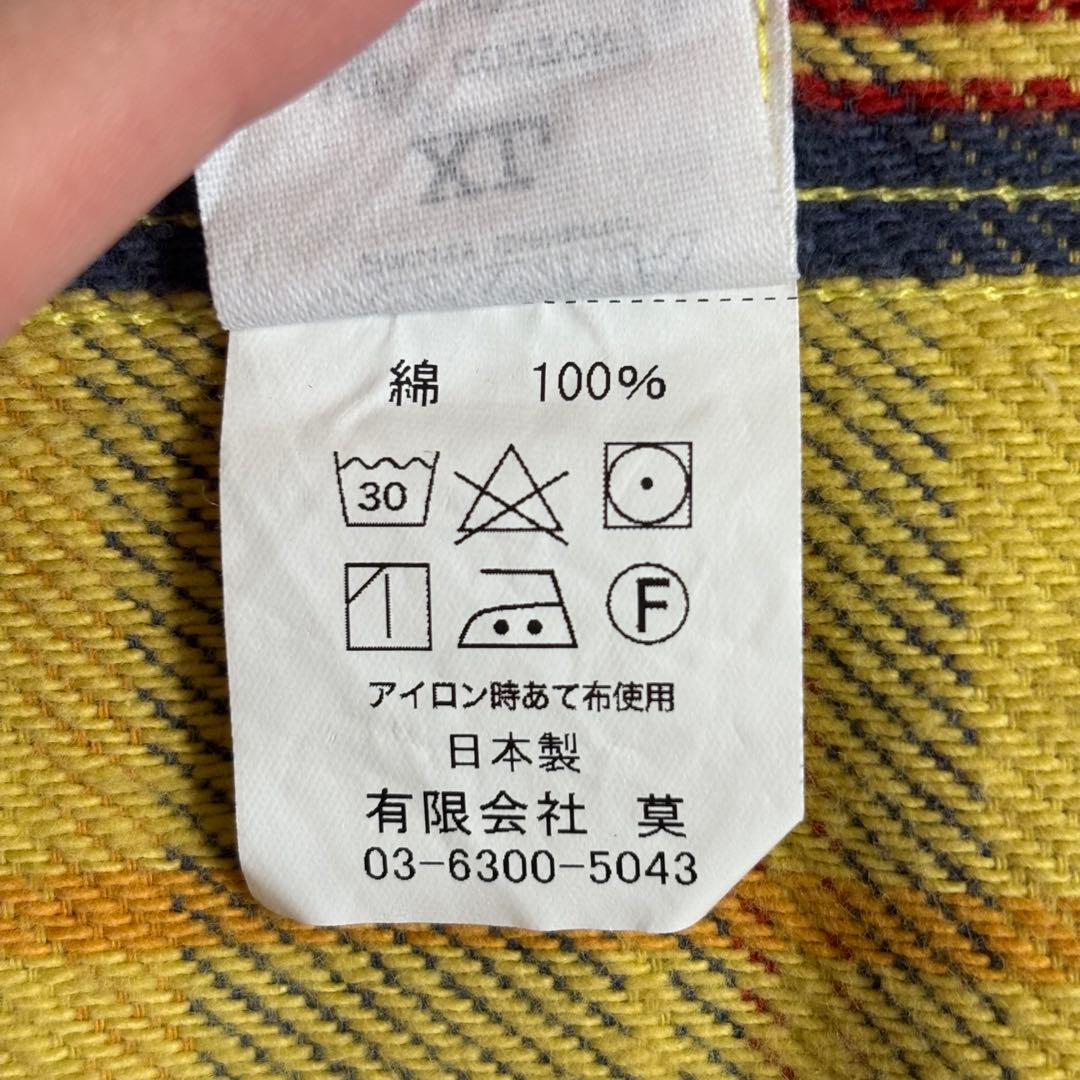 綿 100%
30
F
アイロン時あて布使用
日本製
有限会社 莫
03-6300-5043